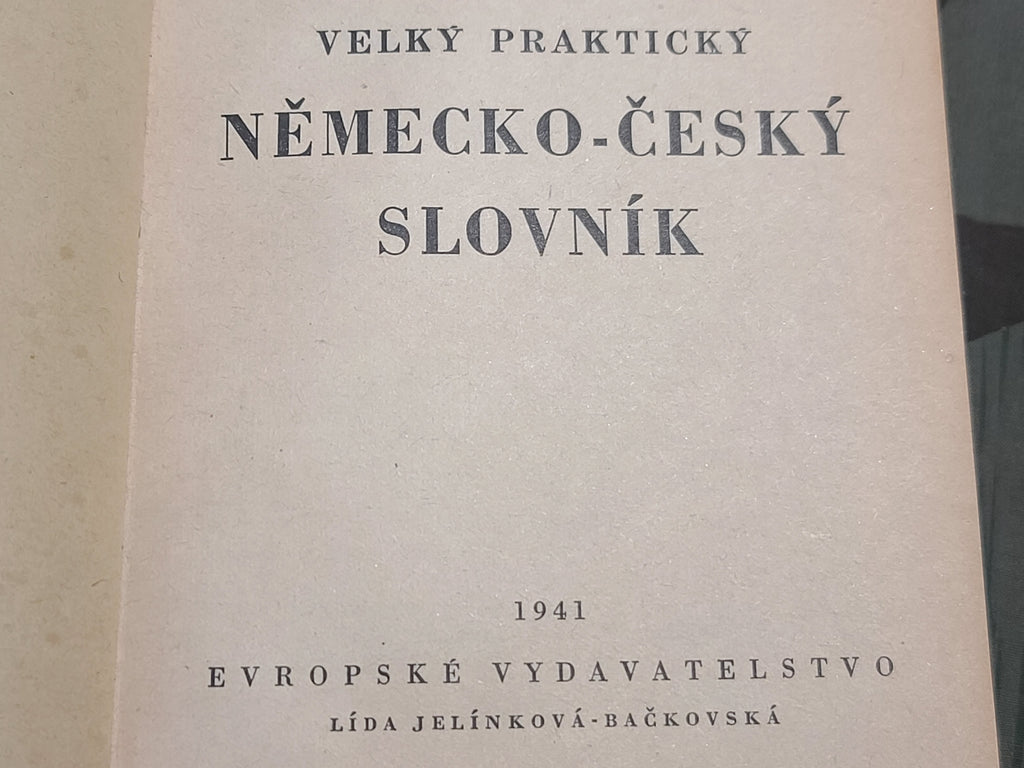 VELKÝ PRAKTICKÝ
NĚMECKO-ČESKÝ
SLOVNÍK
1941
EVROPSKÉ VYDAVATELSTVO
LÍDA JELÍNKOVÁ-BAČKOVSKÁ